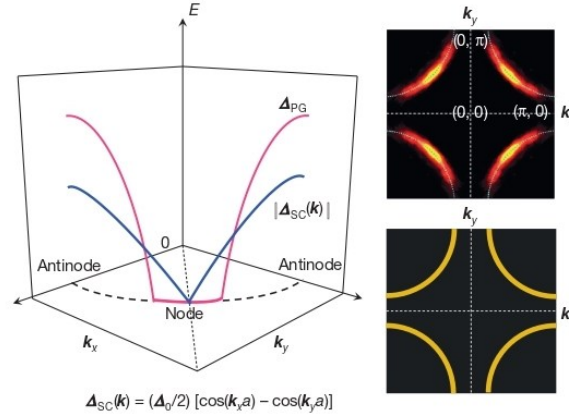 E
Δ_PG
|Δ_SC(k)|
0
Antinode
Antinode
Node
k_x
k_y
Δ_SC(k) = (Δ_0/2) [cos(k_xa) – cos(k_ya)]
k_y
(0, π)
(0, 0)
(π, 0)
k
k_y
k